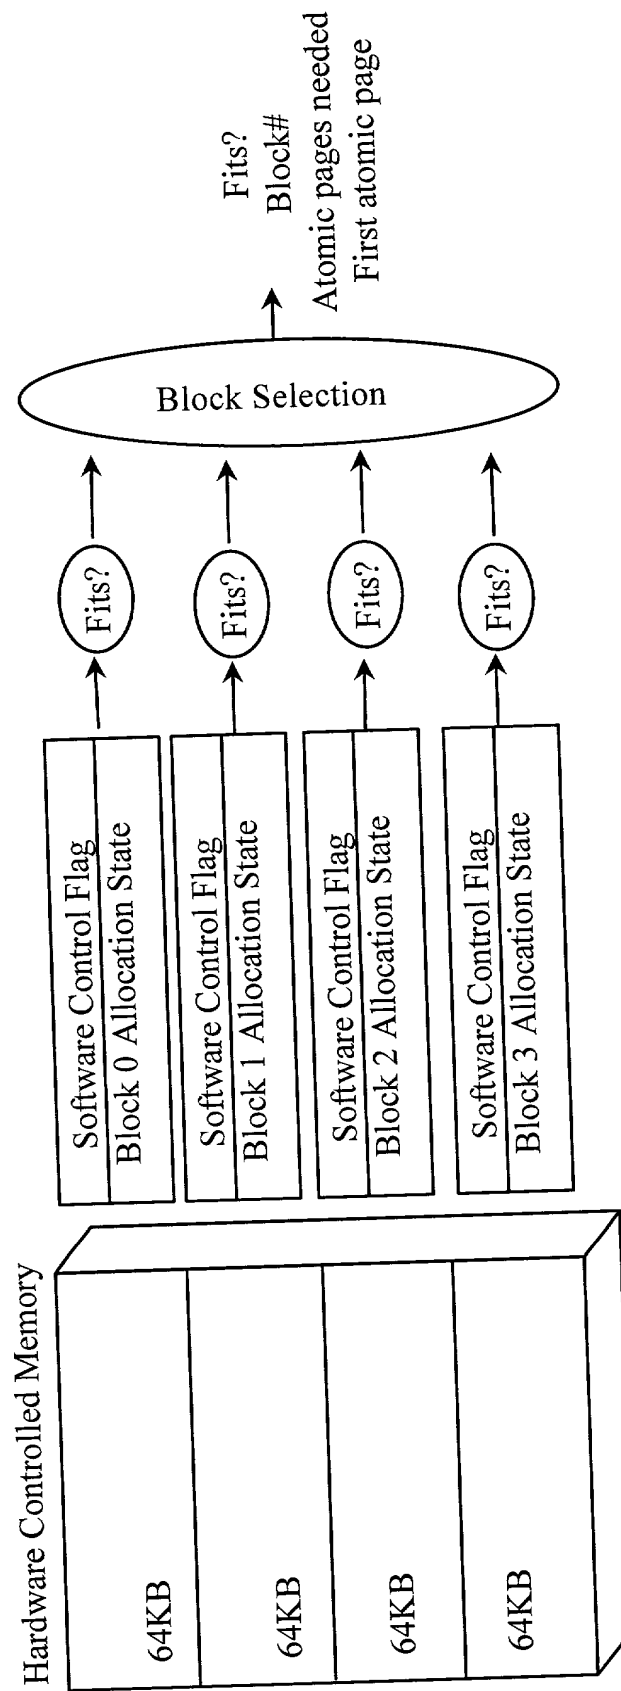 Hardware Controlled Memory
64KB
64KB
64KB
64KB
Software Control Flag
Block 0 Allocation State
Software Control Flag
Block 1 Allocation State
Software Control Flag
Block 2 Allocation State
Software Control Flag
Block 3 Allocation State
Fits?
Fits?
Fits?
Fits?
Block Selection
Fits?
Block#
Atomic pages needed
First atomic page